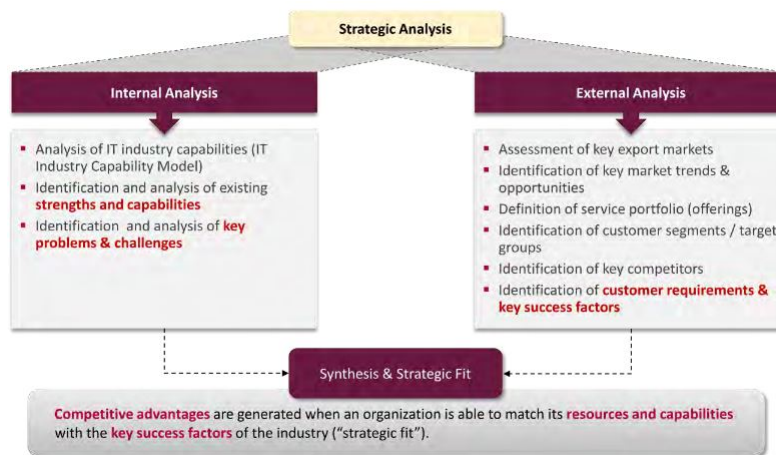 Strategic Analysis
Internal Analysis
▪ Analysis of IT industry capabilities (IT
Industry Capability Model)
▪ Identification and analysis of existing
strengths and capabilities
▪ Identification and analysis of key
problems & challenges
External Analysis
▪ Assessment of key export markets
▪ Identification of key market trends &
opportunities
▪ Definition of service portfolio (offerings)
▪ Identification of customer segments / target
groups
▪ Identification of key competitors
▪ Identification of customer requirements &
key success factors
Synthesis & Strategic Fit
Competitive advantages are generated when an organization is able to match its resources and capabilities
with the key success factors of the industry (“strategic fit”).